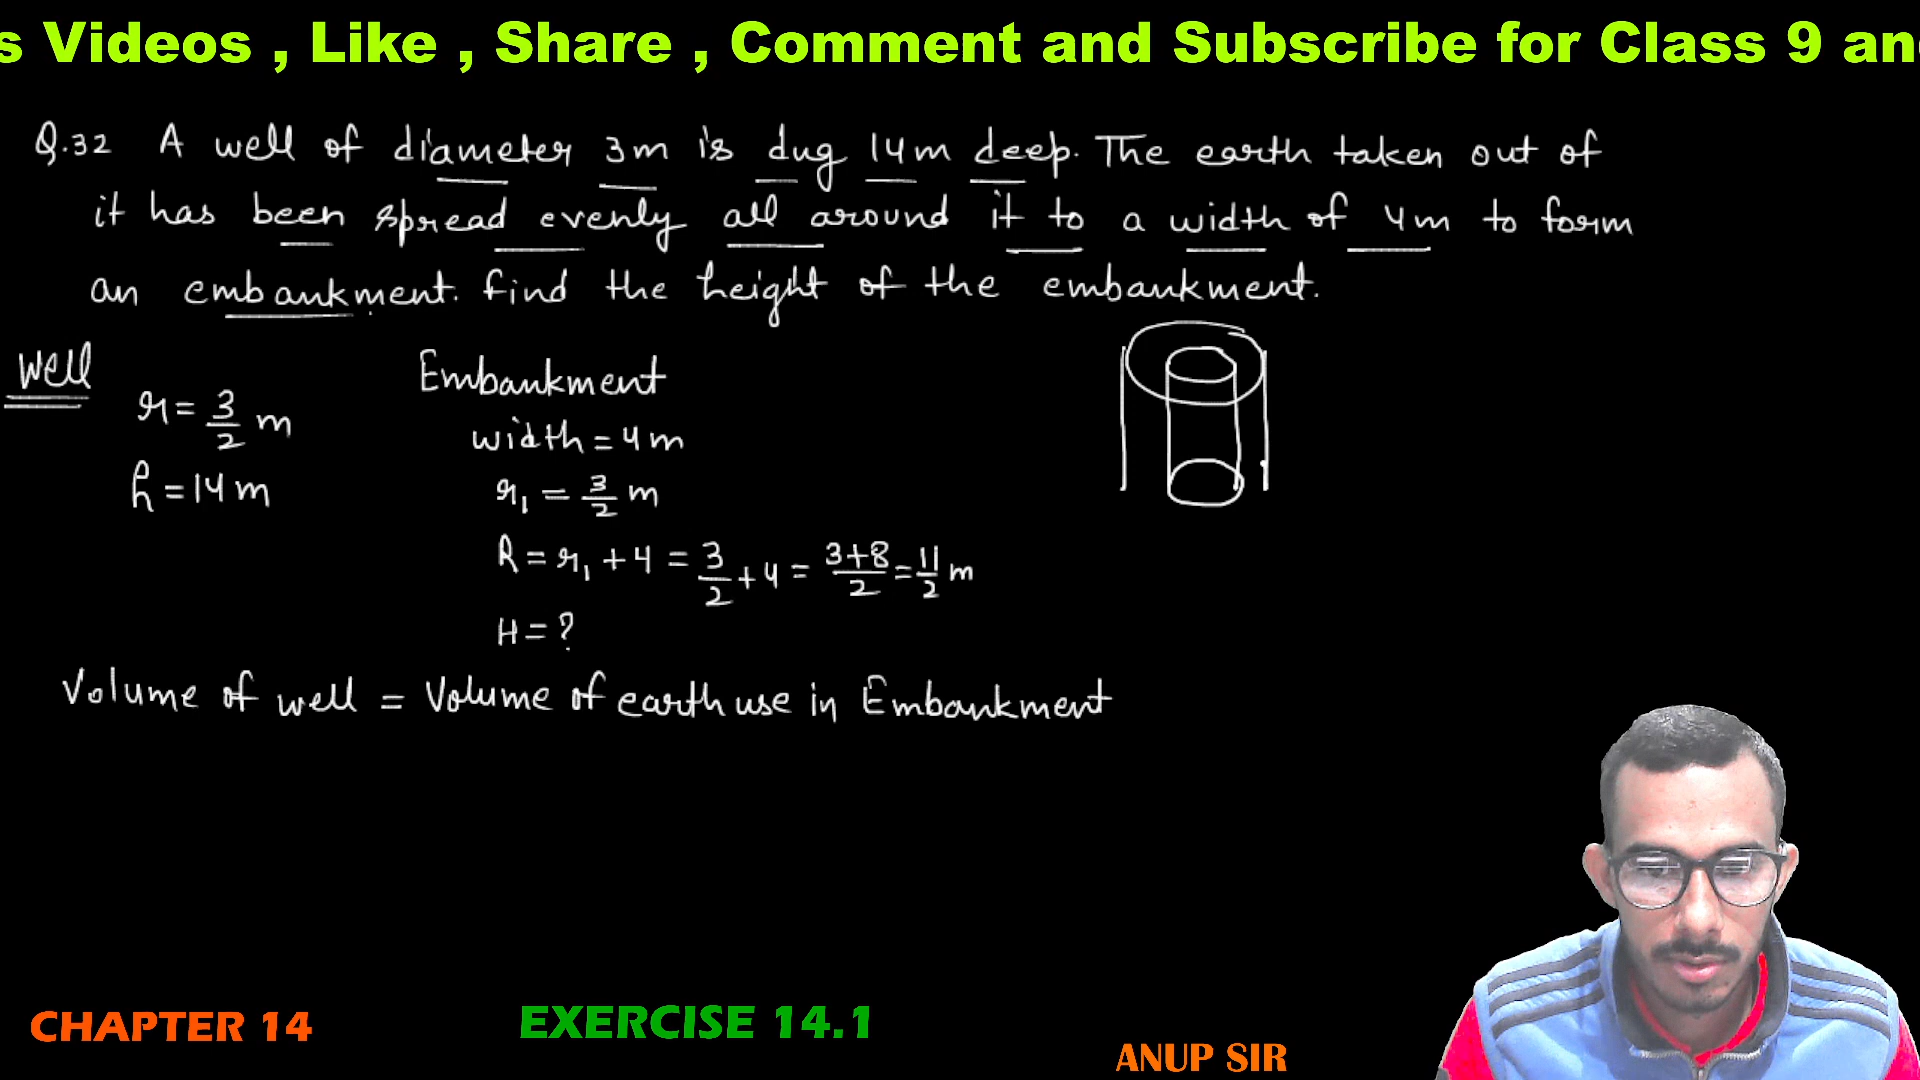 s Videos , Like , Share , Comment and Subscribe for Class 9 an
Q.32 A well of diameter 3m is dug 14m deep. The earth taken out of
it has been spread evenly all around it to a width of 4m to form
an embankment. find the height of the embankment.
Well
r = 3/2 m
h = 14 m
Embankment
width = 4 m
r₁ = 3/2 m
R = r₁ + 4 = 3/2 + 4 = 3+8/2 = 11/2 m
H = ?
Volume of well = Volume of earth use in Embankment
CHAPTER 14
EXERCISE 14.1
ANUP SIR